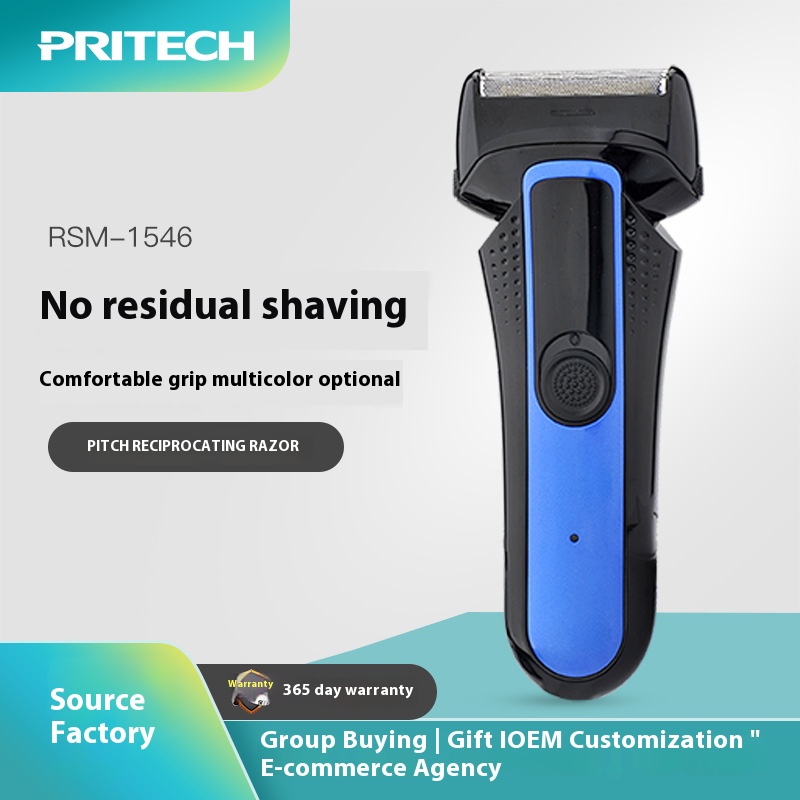 PRITECH
RSM-1546
No residual shaving
Comfortable grip multicolor optional
PITCH RECIPROCATING RAZOR
Warranty
365 day warranty
Source
Factory
Group Buying | Gift IOEM Customization "
E-commerce Agency